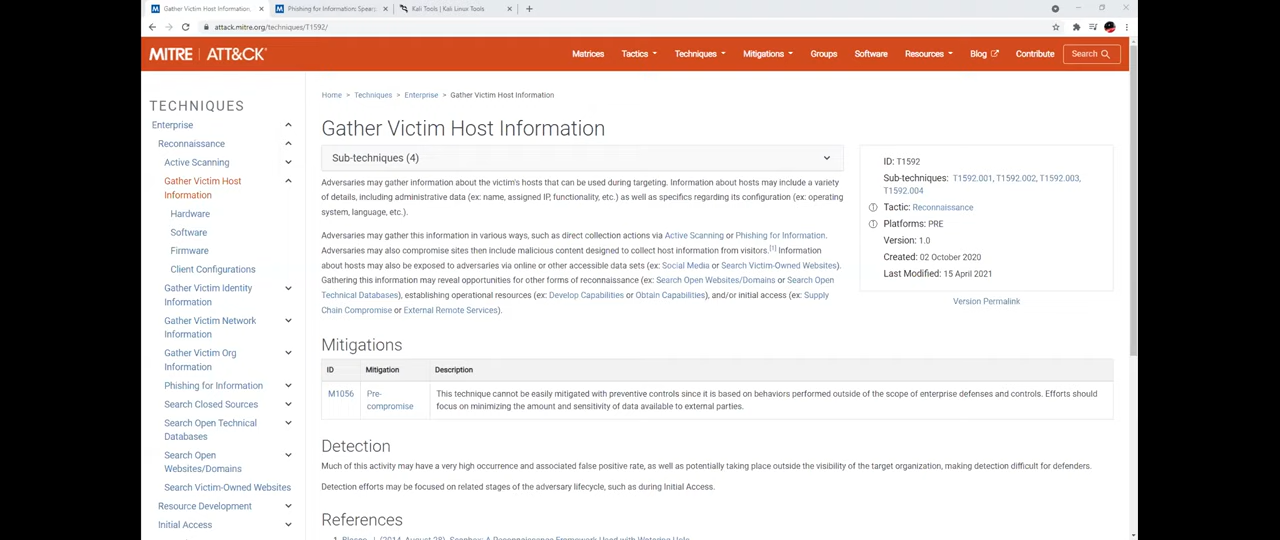 Gather Victim Host Information
Phishing for Information: Spear
Kali Tools | Kali Linux Tools
attack.mitre.org/techniques/T1592/
MITRE | ATT&CK®
Matrices
Tactics
Techniques
Mitigations
Groups
Software
Resources
Blog
Contribute
Search
TECHNIQUES
Enterprise
Reconnaissance
Active Scanning
Gather Victim Host
Information
Hardware
Software
Firmware
Client Configurations
Gather Victim Identity
Information
Gather Victim Network
Information
Gather Victim Org
Information
Phishing for Information
Search Closed Sources
Search Open Technical
Databases
Search Open
Websites/Domains
Search Victim-Owned Websites
Resource Development
Initial Access
Home > Techniques > Enterprise > Gather Victim Host Information
Gather Victim Host Information
Sub-techniques (4)
Adversaries may gather information about the victim's hosts that can be used during targeting. Information about hosts may include a variety
of details, including administrative data (ex: name, assigned IP, functionality, etc.) as well as specifics regarding its configuration (ex: operating
system, language, etc.).
Adversaries may gather this information in various ways, such as direct collection actions via Active Scanning or Phishing for Information.
Adversaries may also compromise sites then include malicious content designed to collect host information from visitors.[1] Information
about hosts may also be exposed to adversaries via online or other accessible data sets (ex: Social Media or Search Victim-Owned Websites).
Gathering this information may reveal opportunities for other forms of reconnaissance (ex: Search Open Websites/Domains or Search Open
Technical Databases), establishing operational resources (ex: Develop Capabilities or Obtain Capabilities), and/or initial access (ex: Supply
Chain Compromise or External Remote Services).
ID: T1592
Sub-techniques: T1592.001, T1592.002, T1592.003,
T1592.004
Tactic: Reconnaissance
Platforms: PRE
Version: 1.0
Created: 02 October 2020
Last Modified: 15 April 2021
Version Permalink
Mitigations
ID Mitigation Description
M1056 Pre-
compromise
This technique cannot be easily mitigated with preventive controls since it is based on behaviors performed outside of the scope of enterprise defenses and controls. Efforts should
focus on minimizing the amount and sensitivity of data available to external parties.
Detection
Much of this activity may have a very high occurrence and associated false positive rate, as well as potentially taking place outside the visibility of the target organization, making detection difficult for defenders.
Detection efforts may be focused on related stages of the adversary lifecycle, such as during Initial Access.
References